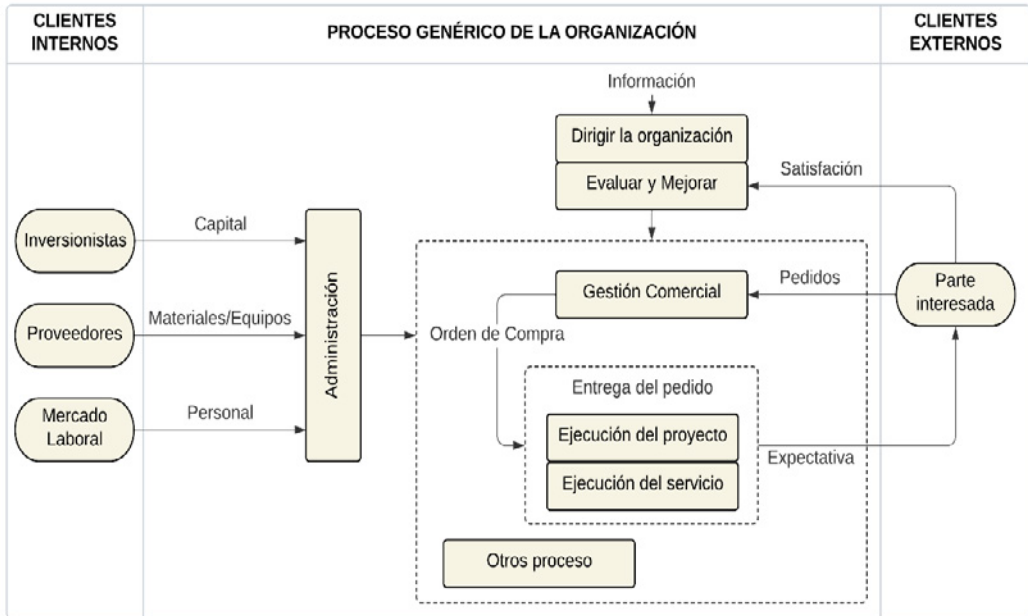 CLIENTES
INTERNOS
PROCESO GENÉRICO DE LA ORGANIZACIÓN
CLIENTES
EXTERNOS
Información
Dirigir la organización
Evaluar y Mejorar
Satisfacción
Inversionistas
Capital
Proveedores
Materiales/Equipos
Mercado
Laboral
Personal
Administración
Gestión Comercial
Pedidos
Parte
interesada
Orden de Compra
Entrega del pedido
Ejecución del proyecto
Ejecución del servicio
Expectativa
Otros proceso